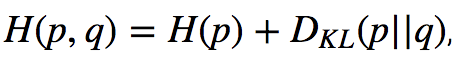 H(p, q) = H(p) + D_{KL}(p||q),